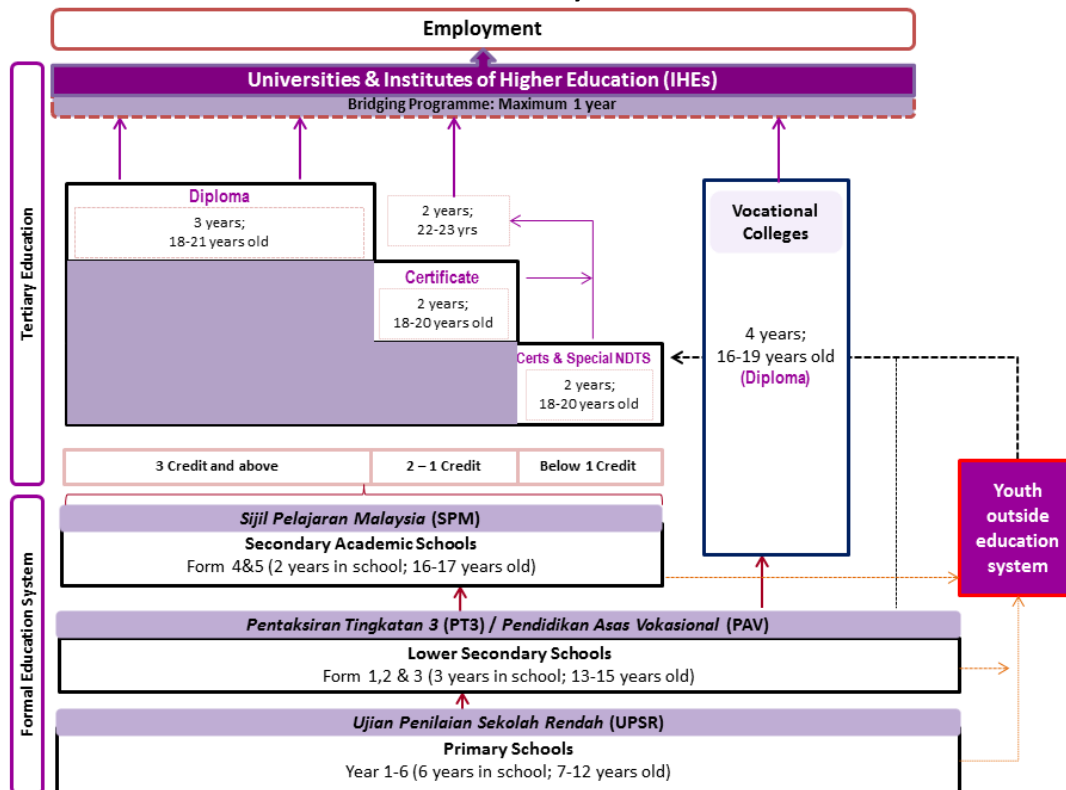 Employment
Universities & Institutes of Higher Education (IHEs)
Bridging Programme: Maximum 1 year
Tertiary Education
Diploma
3 years;
18-21 years old
2 years;
22-23 yrs
Certificate
2 years;
18-20 years old
Certs & Special NDTS
2 years;
18-20 years old
Vocational
Colleges
4 years;
16-19 years old
(Diploma)
3 Credit and above
2 – 1 Credit
Below 1 Credit
Youth
outside
education
system
Formal Education System
Sijil Pelajaran Malaysia (SPM)
Secondary Academic Schools
Form 4&5 (2 years in school; 16-17 years old)
Pentaksiran Tingkatan 3 (PT3) / Pendidikan Asas Vokasional (PAV)
Lower Secondary Schools
Form 1,2 & 3 (3 years in school; 13-15 years old)
Ujian Penilaian Sekolah Rendah (UPSR)
Primary Schools
Year 1-6 (6 years in school; 7-12 years old)